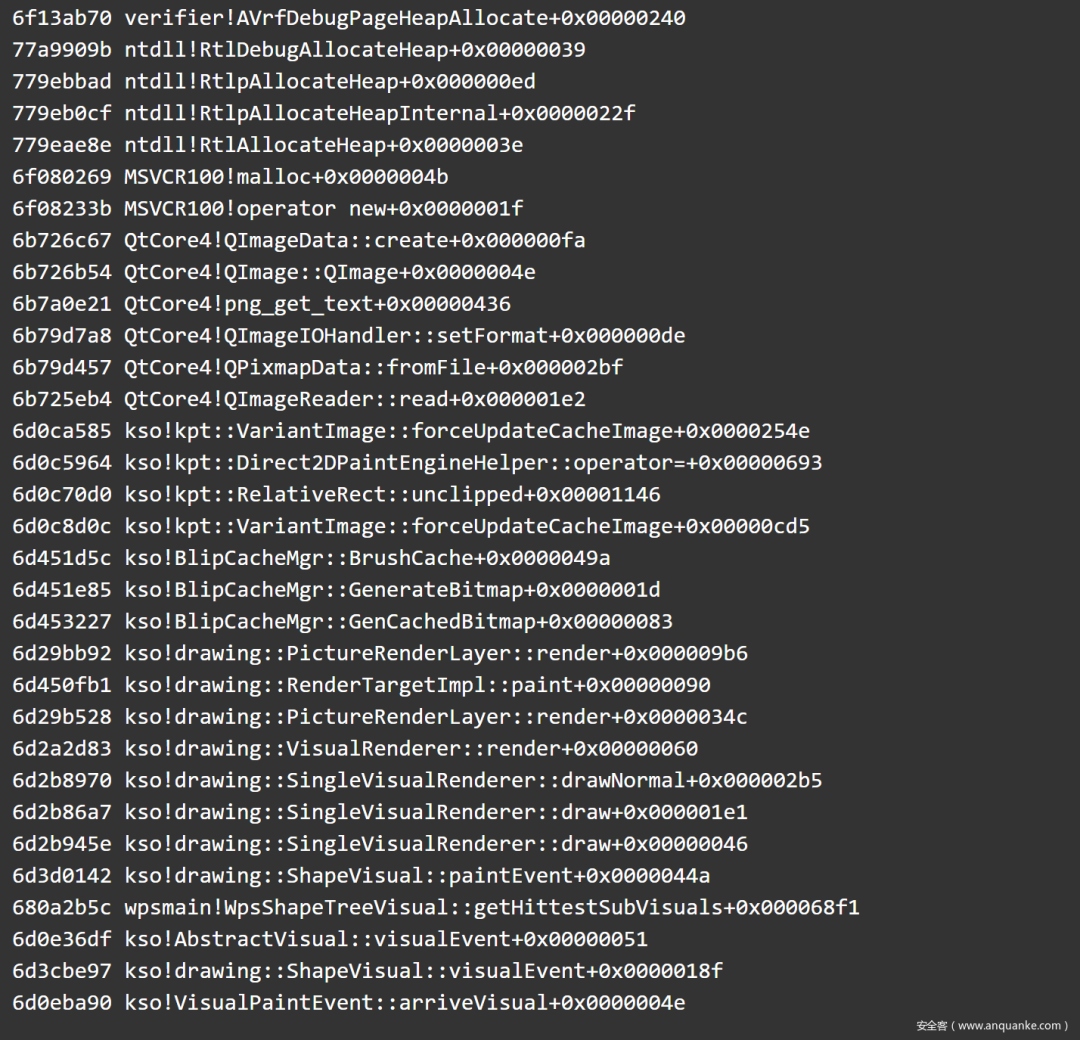 6f13ab70 verifier!AVrfDebugPageHeapAllocate+0x00000240
77a9909b ntdll!RtlDebugAllocateHeap+0x00000039
779ebbad ntdll!RtlpAllocateHeap+0x000000ed
779eb0cf ntdll!RtlpAllocateHeapInternal+0x0000022f
779eae8e ntdll!RtlAllocateHeap+0x0000003e
6f080269 MSVCR100!malloc+0x0000004b
6f08233b MSVCR100!operator new+0x0000001f
6b726c67 QtCore4!QImageData::create+0x000000fa
6b726b54 QtCore4!QImage::QImage+0x0000004e
6b7a0e21 QtCore4!png_get_text+0x00000436
6b79d7a8 QtCore4!QImageIOHandler::setFormat+0x000000de
6b79d457 QtCore4!QPixmapData::fromFile+0x000002bf
6b725eb4 QtCore4!QImageReader::read+0x000001e2
6d0ca585 kso!kpt::VariantImage::forceUpdateCacheImage+0x0000254e
6d0c5964 kso!kpt::Direct2DPaintEngineHelper::operator=+0x00000693
6d0c70d0 kso!kpt::RelativeRect::unclipped+0x00001146
6d0c8d0c kso!kpt::VariantImage::forceUpdateCacheImage+0x00000cd5
6d451d5c kso!BlipCacheMgr::BrushCache+0x0000049a
6d451e85 kso!BlipCacheMgr::GenerateBitmap+0x0000001d
6d453227 kso!BlipCacheMgr::GenCachedBitmap+0x00000083
6d29bb92 kso!drawing::PictureRenderLayer::render+0x000009b6
6d450fb1 kso!drawing::RenderTargetImpl::paint+0x00000090
6d29b528 kso!drawing::PictureRenderLayer::render+0x0000034c
6d2a2d83 kso!drawing::VisualRenderer::render+0x00000060
6d2b8970 kso!drawing::SingleVisualRenderer::drawNormal+0x000002b5
6d2b86a7 kso!drawing::SingleVisualRenderer::draw+0x000001e1
6d2b945e kso!drawing::SingleVisualRenderer::draw+0x00000046
6d3d0142 kso!drawing::ShapeVisual::paintEvent+0x0000044a
680a2b5c wpsmain!WpsShapeTreeVisual::getHittestSubVisuals+0x000068f1
6d0e36df kso!AbstractVisual::visualEvent+0x00000051
6d3cbe97 kso!drawing::ShapeVisual::visualEvent+0x0000018f
6d0eba90 kso!VisualPaintEvent::arriveVisual+0x0000004e
安全客（www.anquanke.com）